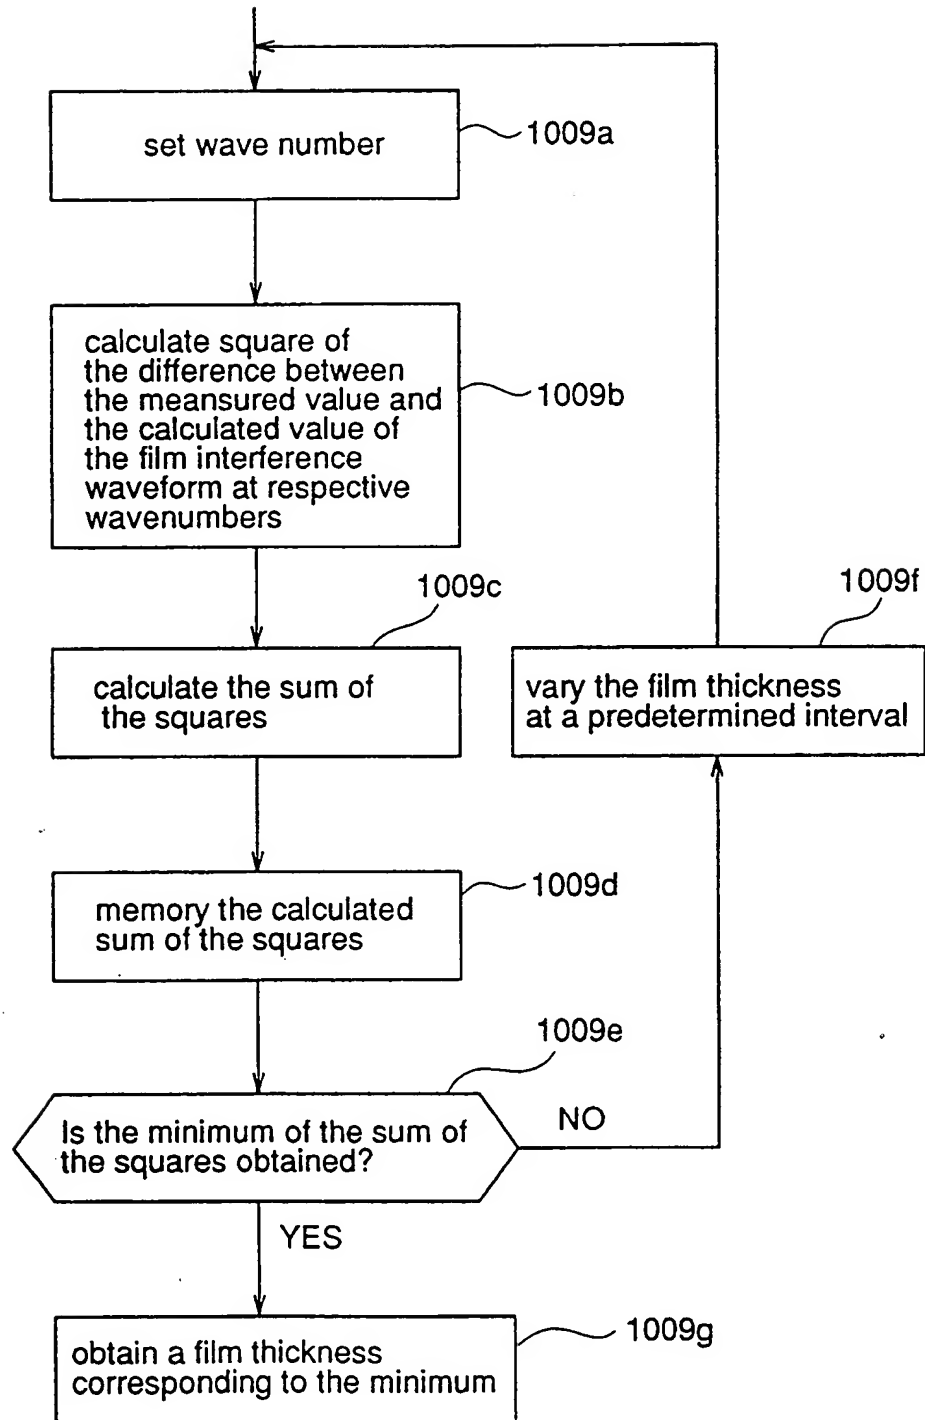 set wave number
1009a
calculate square of
the difference between
the meansured value and
the calculated value of
the film interference
waveform at respective
wavenumbers
1009b
1009c
calculate the sum of
the squares
1009f
vary the film thickness
at a predetermined interval
1009d
memory the calculated
sum of the squares
1009e
Is the minimum of the sum of
the squares obtained?
NO
YES
1009g
obtain a film thickness
corresponding to the minimum